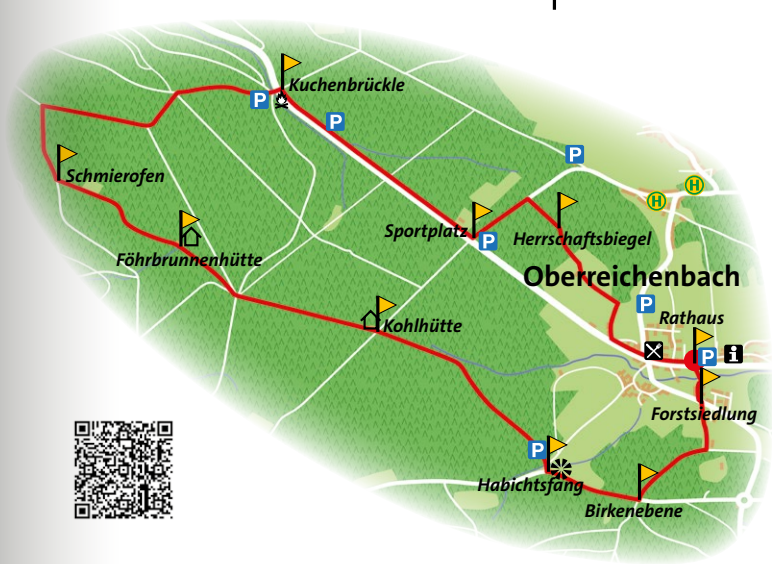 Kuchenbrückle
P
P
P
H
H
Schmierofen
Sportplatz
P
Herrschaftsbiegel
Föhrbrunnenhütte
Oberreichenbach
P
Rathaus
Kohlhütte
P
i
Forstsiedlung
P
Habichtsfang
Birkenebene